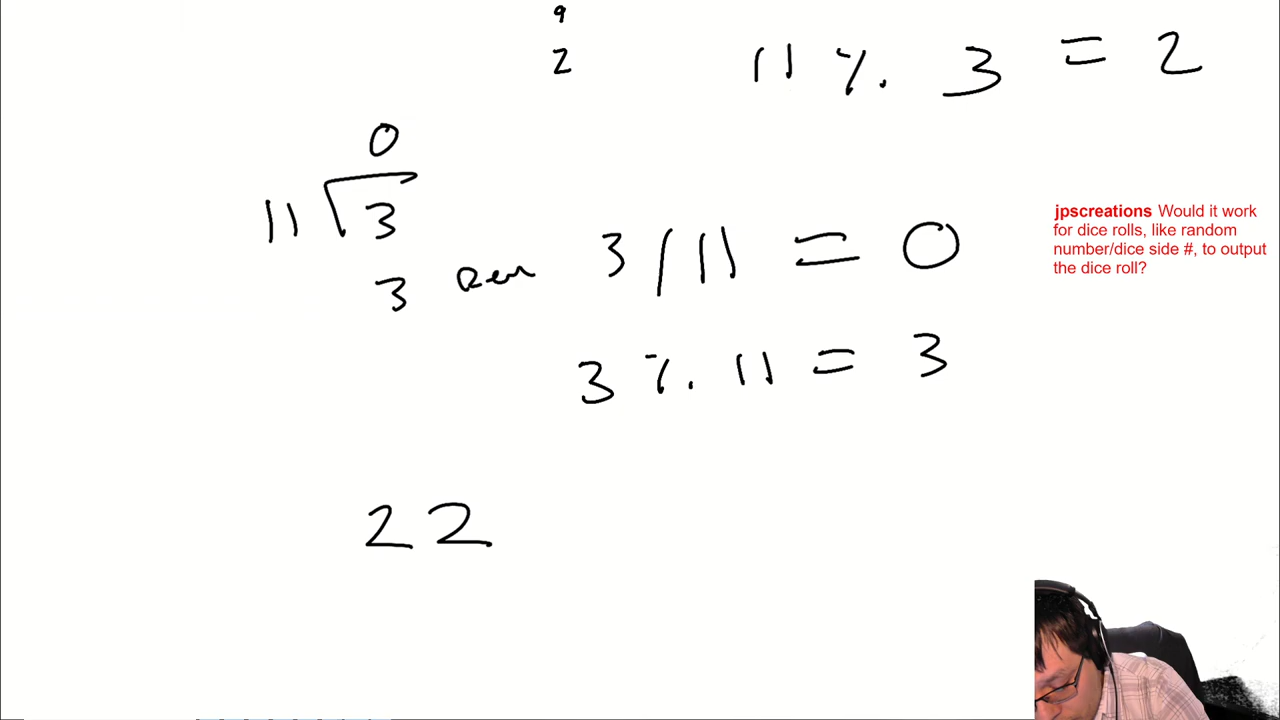 9
2
11 % 3 = 2
0
11 3
3 Rem
3 / 11 = 0
3 % 11 = 3
22
jpscreations Would it work
for dice rolls, like random
number/dice side #, to output
the dice roll?